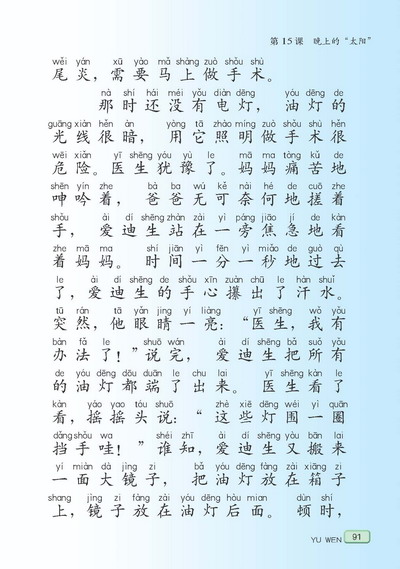 第15课 晚上的“太阳”
wěi yán xū yào mǎ shàng zuò shǒu shù
尾炎，需要马上做手术。
nà shí hái méi yǒu diàn dēng yóu dēng de
那时还没有电灯，油灯的
guāng xiàn hěn àn yòng tā zhào míng zuò shǒu shù hěn
光线很暗，用它照明做手术很
wēi xiǎn yī shēng yóu yù le mā ma tòng kǔ de
危险。医生犹豫了。妈妈痛苦地
shēn yín zhe bà ba wú kě nài hé de cuō zhe
呻吟着，爸爸无可奈何地搓着
shǒu ài dí shēng zhàn zài yī páng jiāo jí de kàn
手，爱迪生站在一旁焦急地看
zhe mā ma shí jiān yī fēn yī miǎo de guò qù
着妈妈。时间一分一秒地过去
le ài dí shēng de shǒu xīn zuàn chū le hàn shuǐ
了，爱迪生的手心攥出了汗水。
tū rán tā yǎn jing yí liàng yī shēng wǒ yǒu
突然，他眼睛一亮：“医生，我有
bàn fǎ le shuō wán ài dí shēng bǎ suǒ yǒu
办法了！”说完，爱迪生把所有
de yóu dēng dōu duān le chu lai yī shēng kàn le
的油灯都端了出来。医生看了
kàn yáo yao tóu shuō zhè xiē dēng wéi yì quān
看，摇摇头说：“这些灯围一圈
dǎng shǒu wa shéi zhī ài dí shēng yòu bān lai
挡手哇！”谁知，爱迪生又搬来
yí miàn dà jìng zi bǎ yóu dēng fàng zài xiāng zi
一面大镜子，把油灯放在箱子
shang jìng zi fàng zài yóu dēng hòu mian dùn shí
上，镜子放在油灯后面。顿时，
YU WEN 91